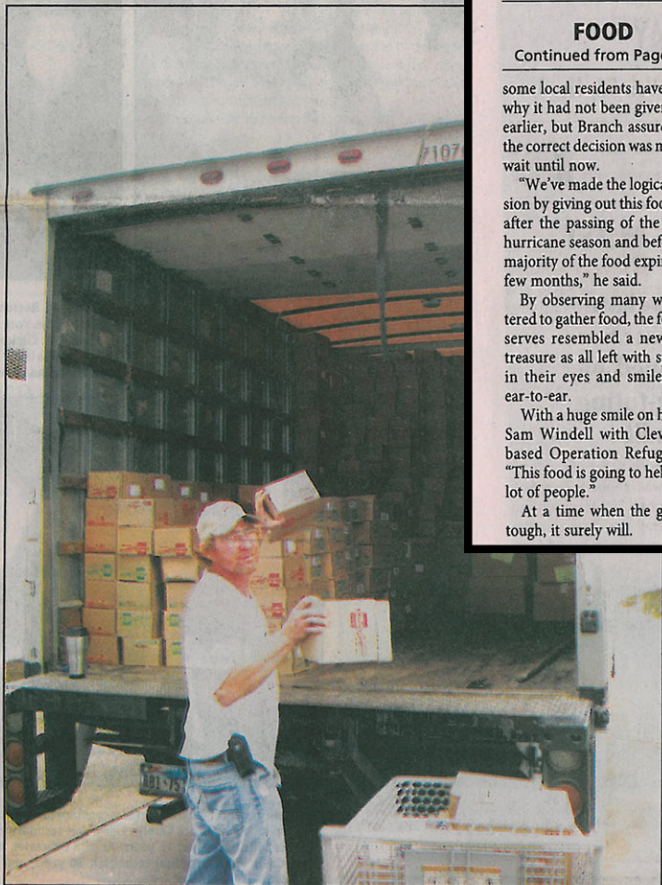 7107
FOOD
Continued from Page
some local residents have
why it had not been given
earlier, but Branch assure
the correct decision was m
wait until now.
"We've made the logica
sion by giving out this foo
after the passing of the
hurricane season and bef
majority of the food expir
few months," he said.
By observing many w
tered to gather food, the f
serves resembled a new
treasure as all left with s
in their eyes and smile
ear-to-ear.
With a huge smile on h
Sam Windell with Clev
based Operation Refug
"This food is going to hel
lot of people."
At a time when the g
tough, it surely will.